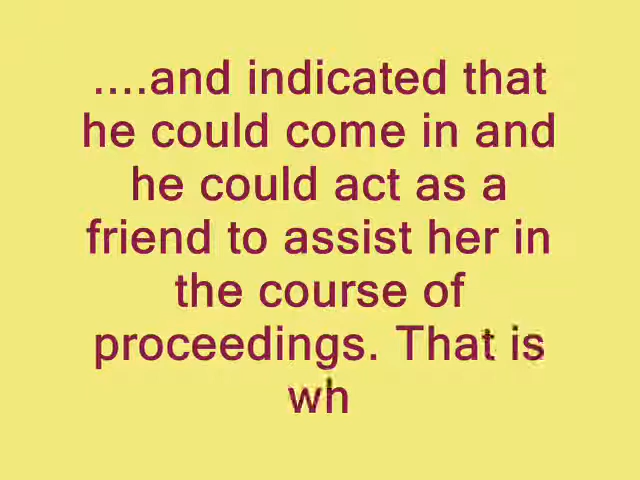 ....and indicated that
he could come in and
he could act as a
friend to assist her in
the course of
proceedings. That is
wh